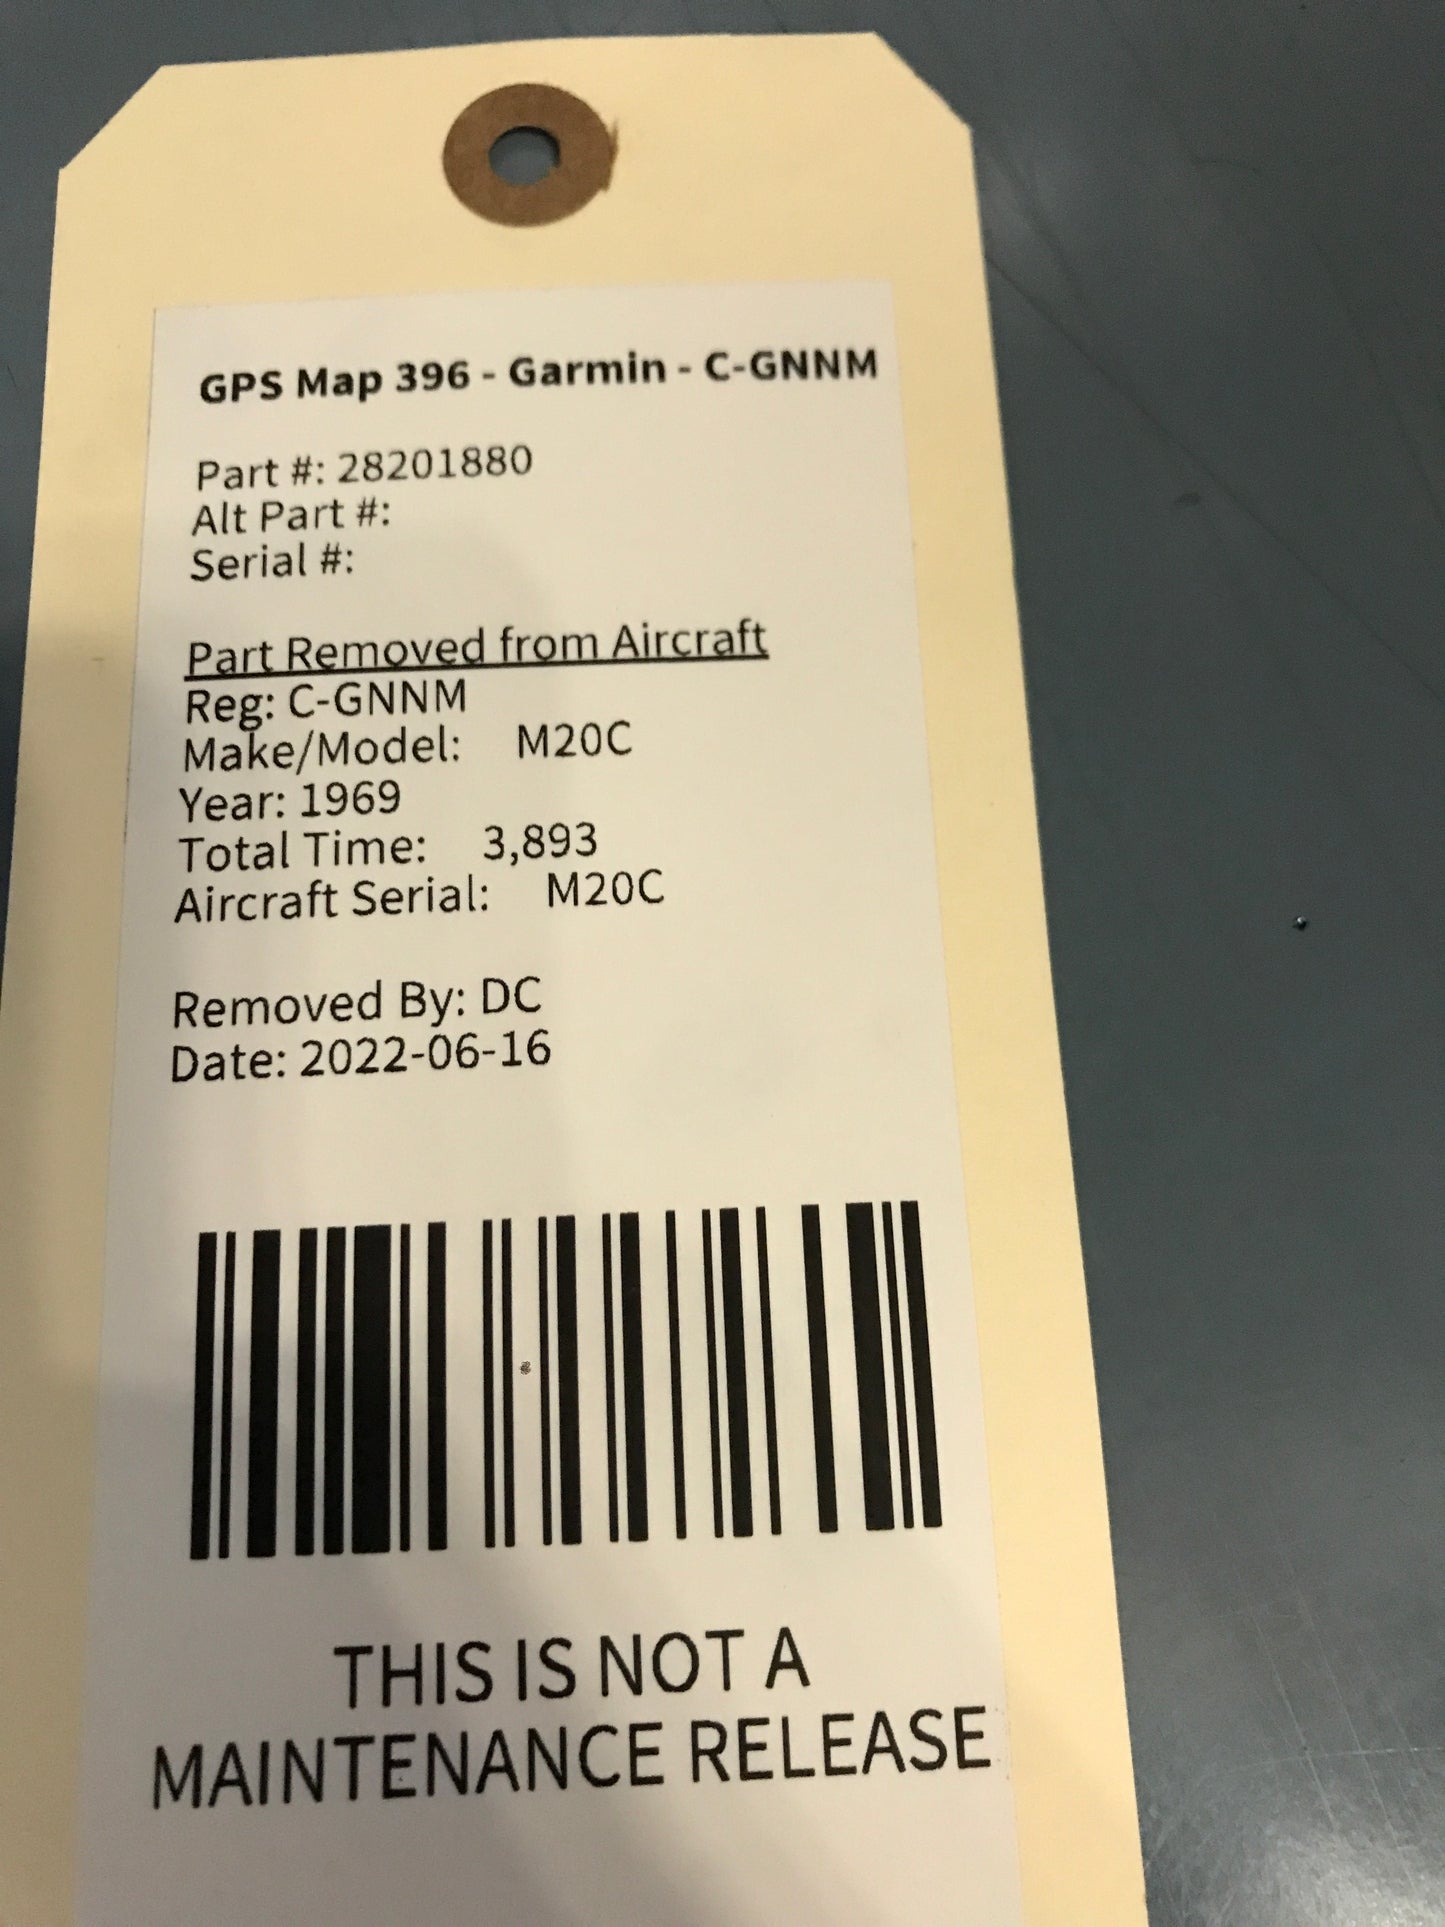 GPS Map 396 - Garmin - C-GNNM
Part #: 28201880
Alt Part #:
Serial #:
Part Removed from Aircraft
Reg: C-GNNM
Make/Model: M20C
Year: 1969
Total Time: 3,893
Aircraft Serial: M20C
Removed By: DC
Date: 2022-06-16
THIS IS NOT A
MAINTENANCE RELEASE